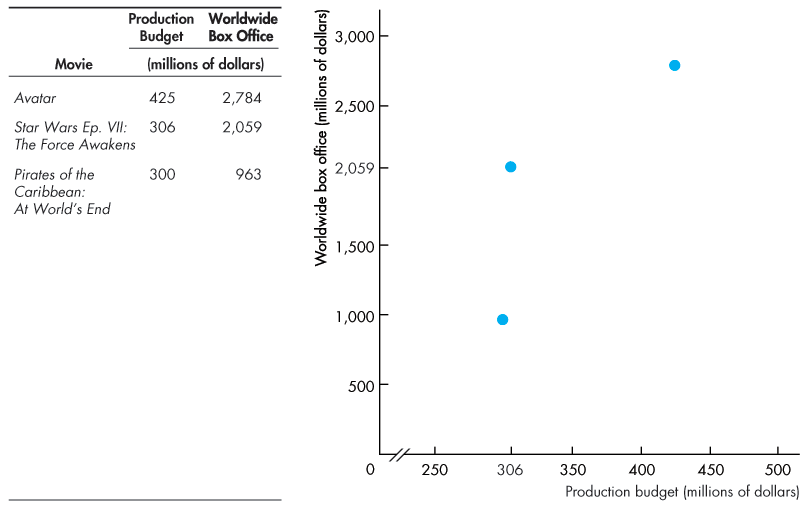 Production Worldwide
Budget Box Office
Movie (millions of dollars)
Avatar 425 2,784
Star Wars Ep. VII: 306 2,059
The Force Awakens
Pirates of the 300 963
Caribbean:
At World's End
Worldwide box office (millions of dollars)
3,000
2,500
2,059
1,500
1,000
500
0 250 306 350 400 450 500
Production budget (millions of dollars)